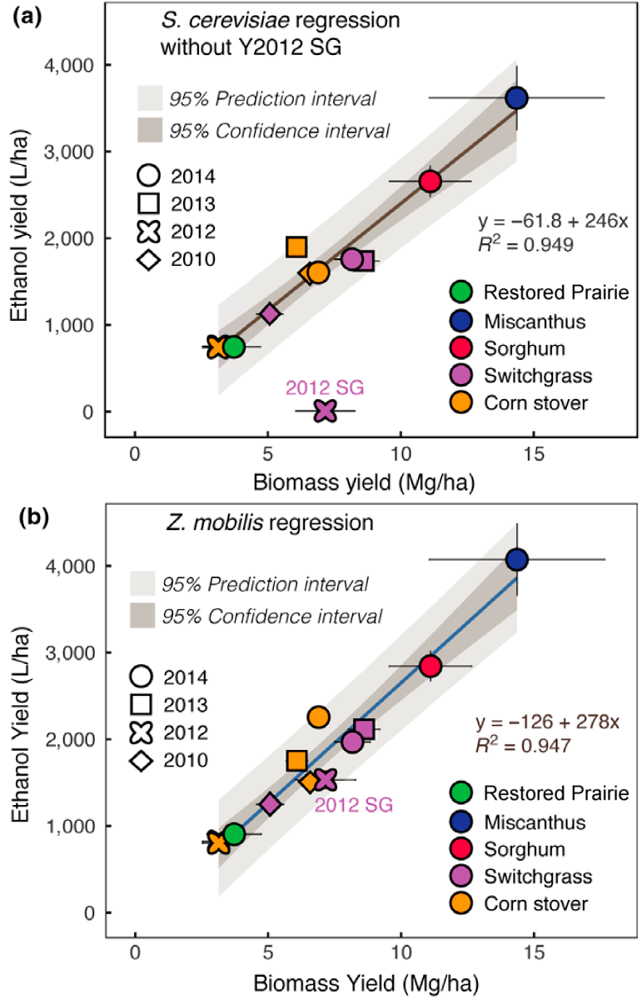 (a)
S. cerevisiae regression
without Y2012 SG
95% Prediction interval
95% Confidence interval
2014
2013
2012
2010
y = −61.8 + 246x
R² = 0.949
Restored Prairie
Miscanthus
Sorghum
Switchgrass
Corn stover
2012 SG
Ethanol yield (L/ha)
4,000
3,000
2,000
1,000
0
0 5 10 15
Biomass yield (Mg/ha)
(b)
Z. mobilis regression
95% Prediction interval
95% Confidence interval
2014
2013
2012
2010
y = −126 + 278x
R² = 0.947
Restored Prairie
Miscanthus
Sorghum
Switchgrass
Corn stover
2012 SG
Ethanol Yield (L/ha)
4,000
3,000
2,000
1,000
0
0 5 10 15
Biomass Yield (Mg/ha)